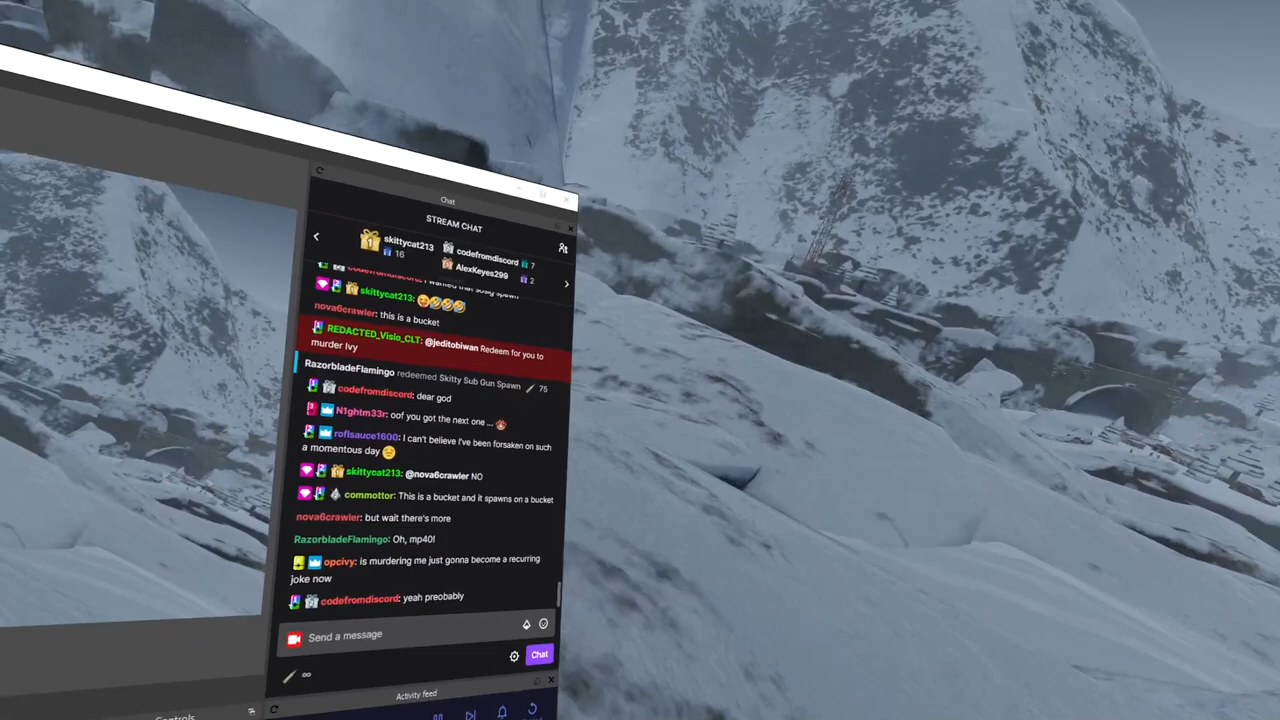 Chat
STREAM CHAT
skittycat213
16
codefromdiscord 7
AlexKeyes299 2
codefromdiscord: I wanted that spawn
skittycat213:
nova6crawler: this is a bucket
REDACTED_Visio_CLT: @jeditobiwan Redeem for you to
murder Ivy
RazorbladeFlamingo redeemed Skitty Sub Gun Spawn 75
codefromdiscord: dear god
N1ghtm33r: oof you got the next one ...
roflsauce1600: I can't believe I've been forsaken on such
a momentous day
skittycat213: @nova6crawler NO
commottor: This is a bucket and it spawns on a bucket
nova6crawler: but wait there's more
RazorbladeFlamingo: Oh, mp40!
opcivy: is murdering me just gonna become a recurring
joke now
codefromdiscord: yeah preobably
Send a message
Chat
∞
Activity feed
Controls